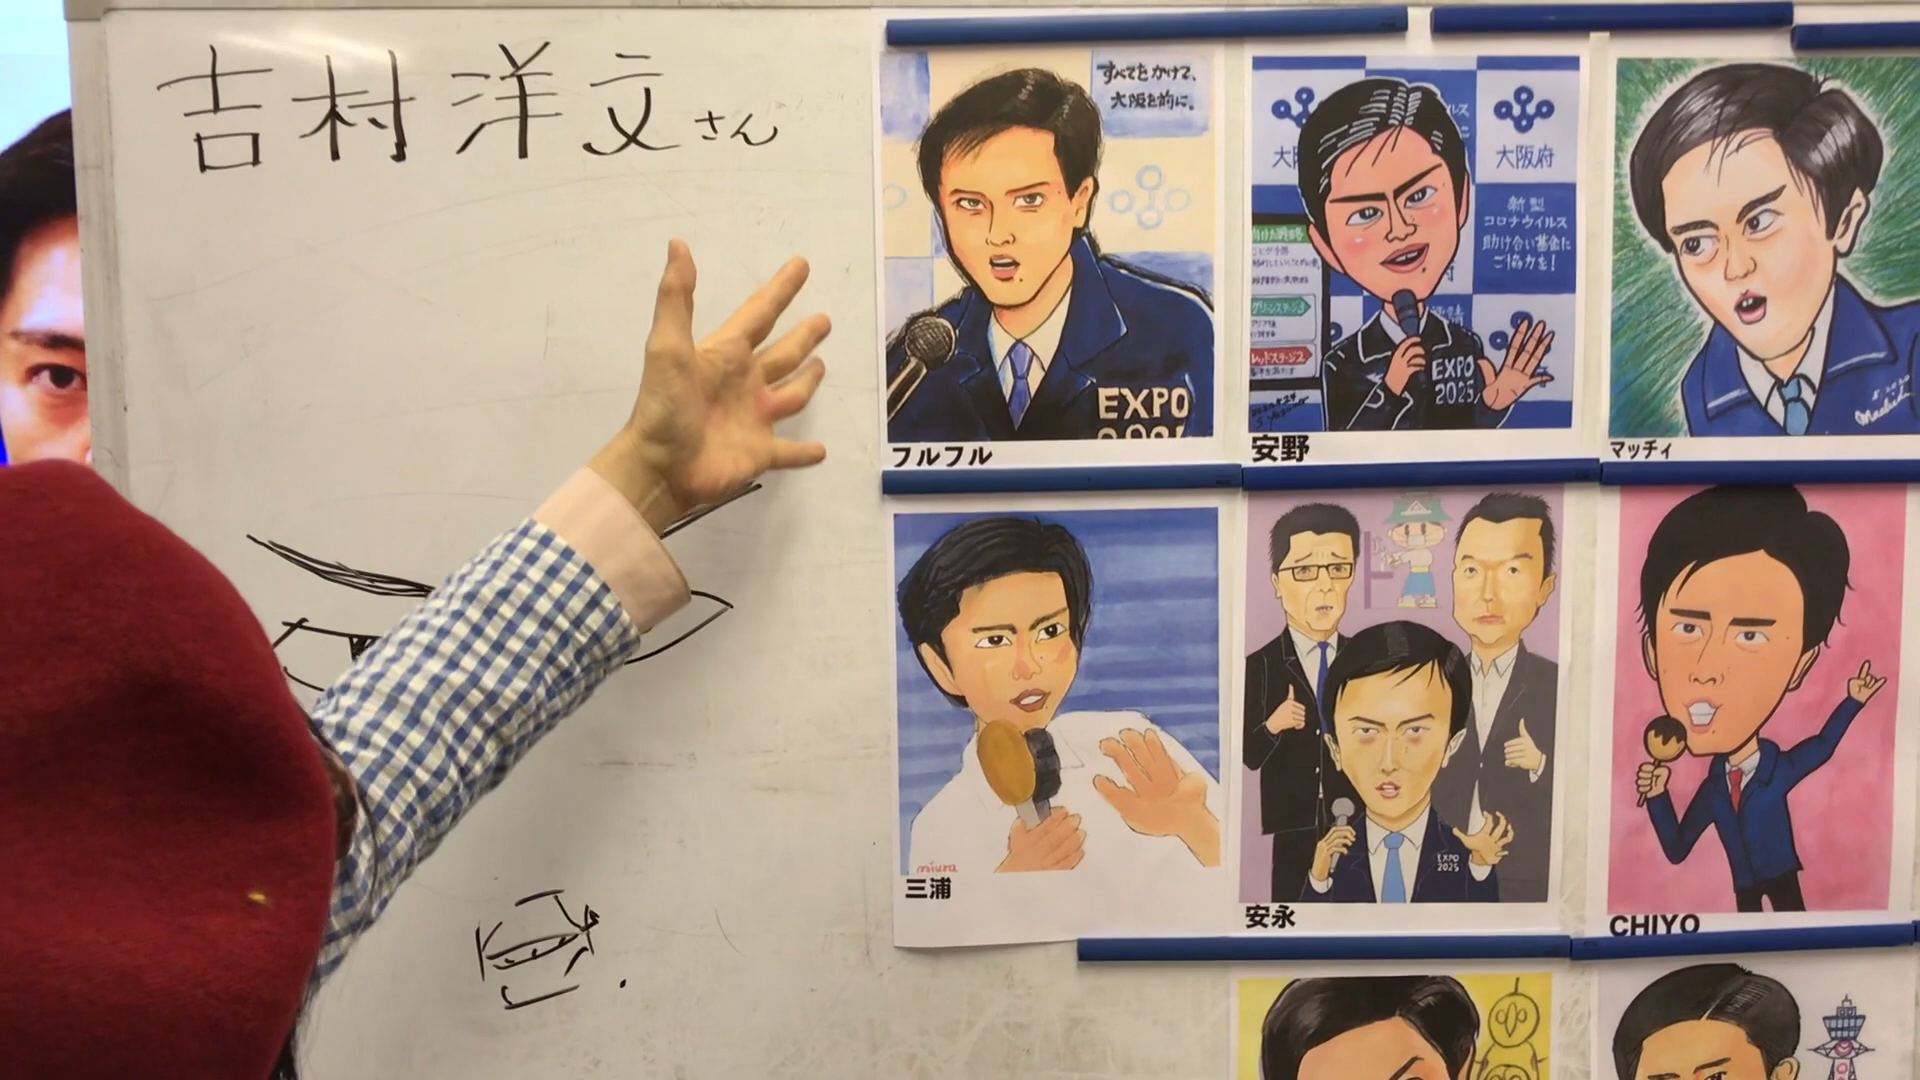 吉村洋文さん
すべてをかけて、
大阪を前に。
EXPO
フルフル
大阪府
新型
コロナウイルス
助け合い基金に
ご協力を!
EXPO
2025
安野
マッチィ
miura
三浦
EXPO
2025
安永
CHIYO